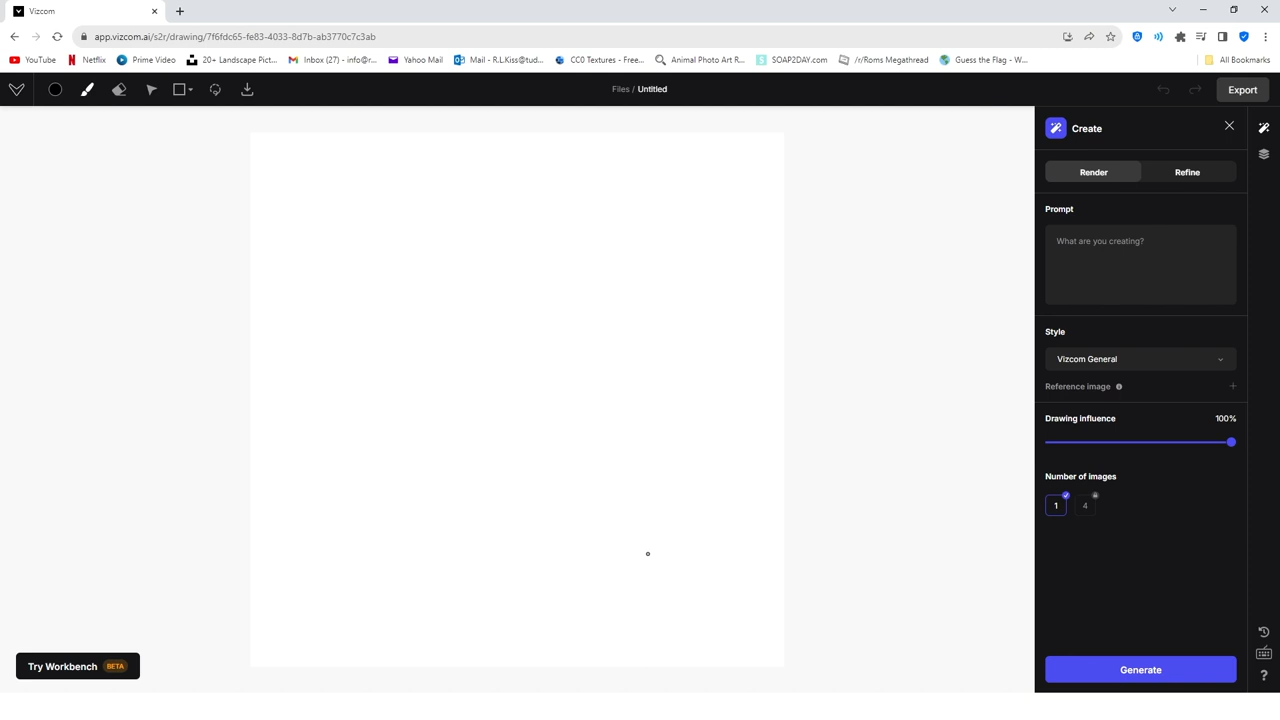 Vizcom
app.vizcom.ai/s2r/drawing/7f6fdc65-fe83-4033-8d7b-ab3770c7c3ab
YouTube Netflix Prime Video 20+ Landscape Pict... Inbox (27) - info@r... Yahoo Mail Mail - R.L.Kiss@tud... CC0 Textures - Free... Animal Photo Art R... SOAP2DAY.com /r/Roms Megathread Guess the Flag - W... All Bookmarks
Files / Untitled
Export
Create
Render Refine
Prompt
What are you creating?
Style
Vizcom General
Reference image
Drawing influence 100%
Number of images
1 4
Try Workbench BETA
Generate